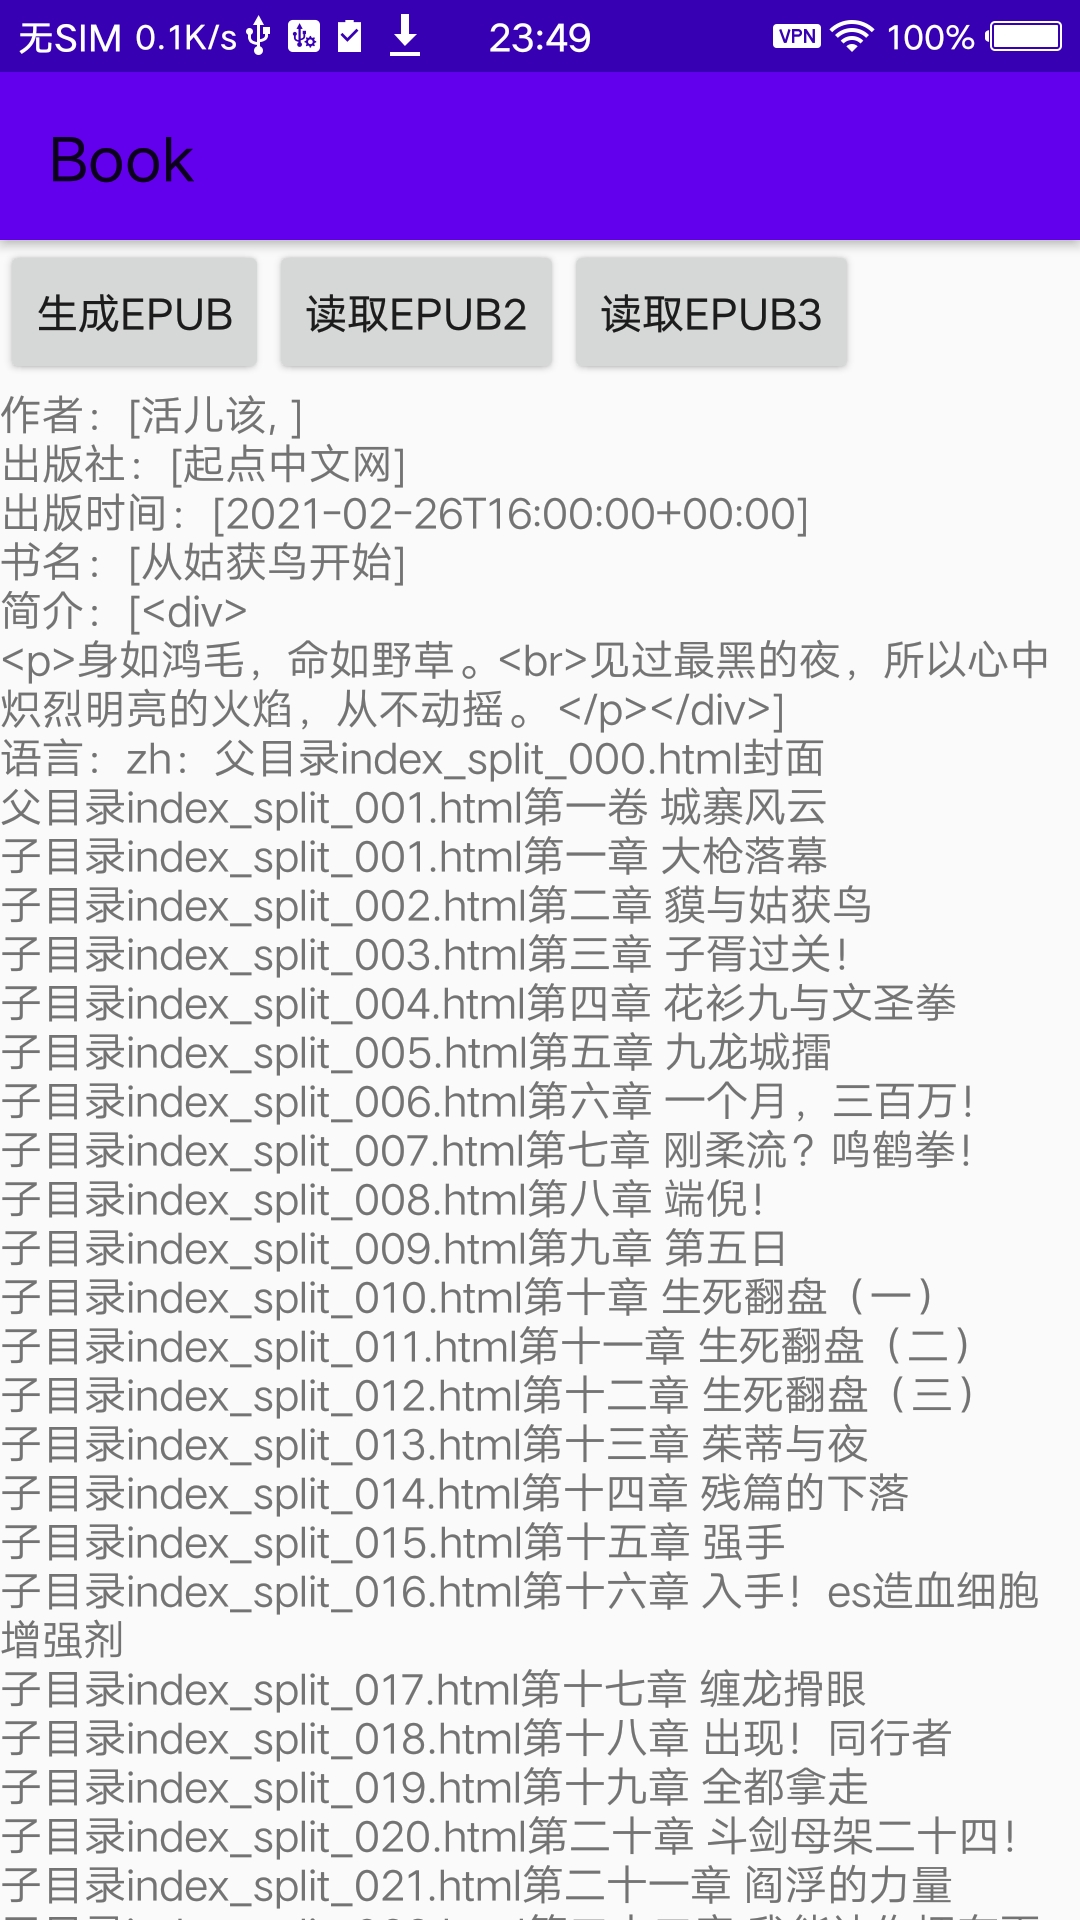 无SIM 0.1K/s 23:49 VPN 100%
Book
生成EPUB 读取EPUB2 读取EPUB3
作者：[活儿该, ]
出版社：[起点中文网]
出版时间：[2021-02-26T16:00:00+00:00]
书名：[从姑获鸟开始]
简介：[<div>
<p>身如鸿毛，命如野草。<br>见过最黑的夜，所以心中
炽烈明亮的火焰，从不动摇。</p></div>]
语言：zh：父目录index_split_000.html封面
父目录index_split_001.html第一卷 城寨风云
子目录index_split_001.html第一章 大枪落幕
子目录index_split_002.html第二章 貘与姑获鸟
子目录index_split_003.html第三章 子胥过关！
子目录index_split_004.html第四章 花衫九与文圣拳
子目录index_split_005.html第五章 九龙城擂
子目录index_split_006.html第六章 一个月，三百万！
子目录index_split_007.html第七章 刚柔流？鸣鹤拳！
子目录index_split_008.html第八章 端倪！
子目录index_split_009.html第九章 第五日
子目录index_split_010.html第十章 生死翻盘（一）
子目录index_split_011.html第十一章 生死翻盘（二）
子目录index_split_012.html第十二章 生死翻盘（三）
子目录index_split_013.html第十三章 茱蒂与夜
子目录index_split_014.html第十四章 残篇的下落
子目录index_split_015.html第十五章 强手
子目录index_split_016.html第十六章 入手！es造血细胞
增强剂
子目录index_split_017.html第十七章 缠龙搰眼
子目录index_split_018.html第十八章 出现！同行者
子目录index_split_019.html第十九章 全都拿走
子目录index_split_020.html第二十章 斗剑母架二十四！
子目录index_split_021.html第二十一章 阎浮的力量